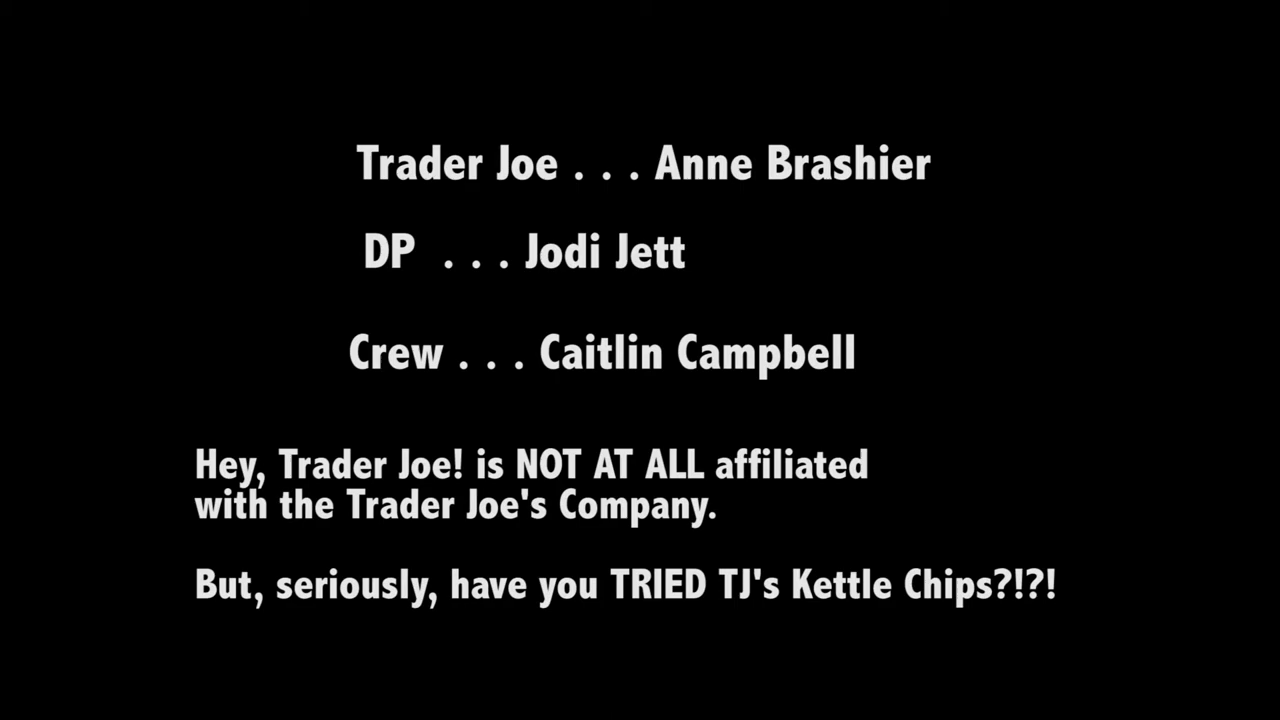 Trader Joe . . . Anne Brashier
DP . . . Jodi Jett
Crew . . . Caitlin Campbell
Hey, Trader Joe! is NOT AT ALL affiliated
with the Trader Joe's Company.
But, seriously, have you TRIED TJ's Kettle Chips?!?!